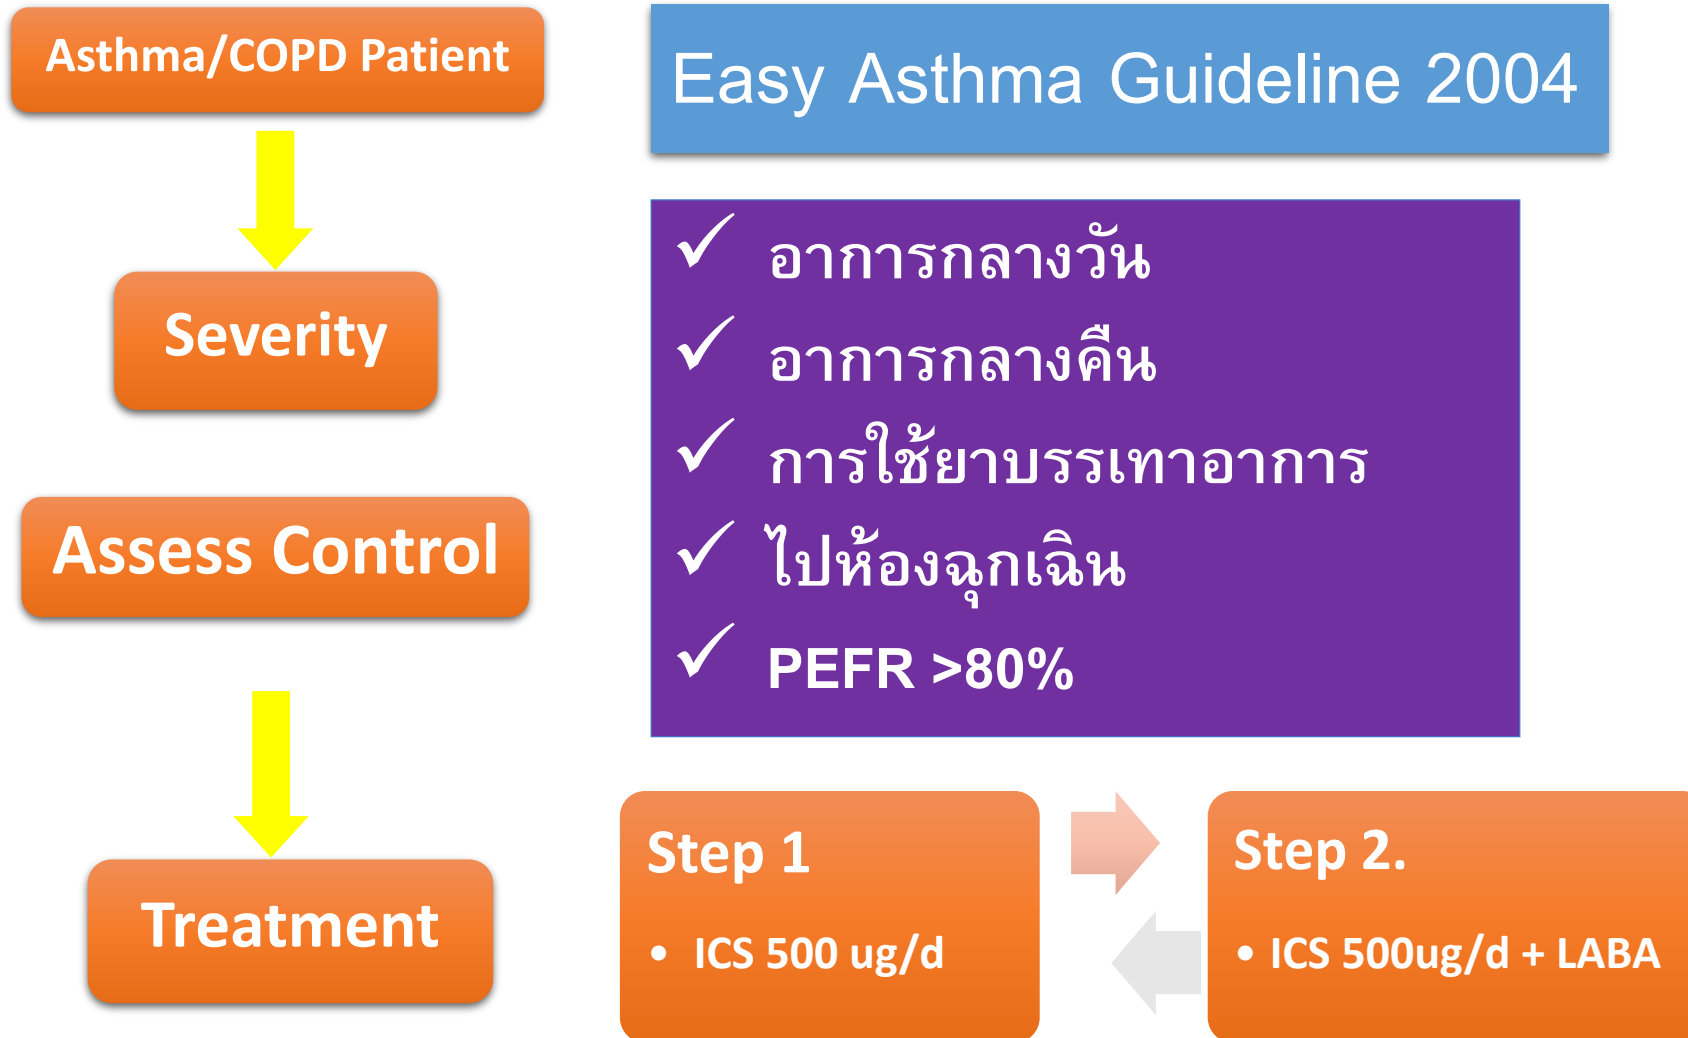 Asthma/COPD Patient
Easy Asthma Guideline 2004
Severity
Assess Control
✓ อาการกลางวัน
✓ อาการกลางคืน
✓ การใช้ยาบรรเทาอาการ
✓ ไปห้องฉุกเฉิน
✓ PEFR >80%
Treatment
Step 1
• ICS 500 ug/d
Step 2.
• ICS 500ug/d + LABA